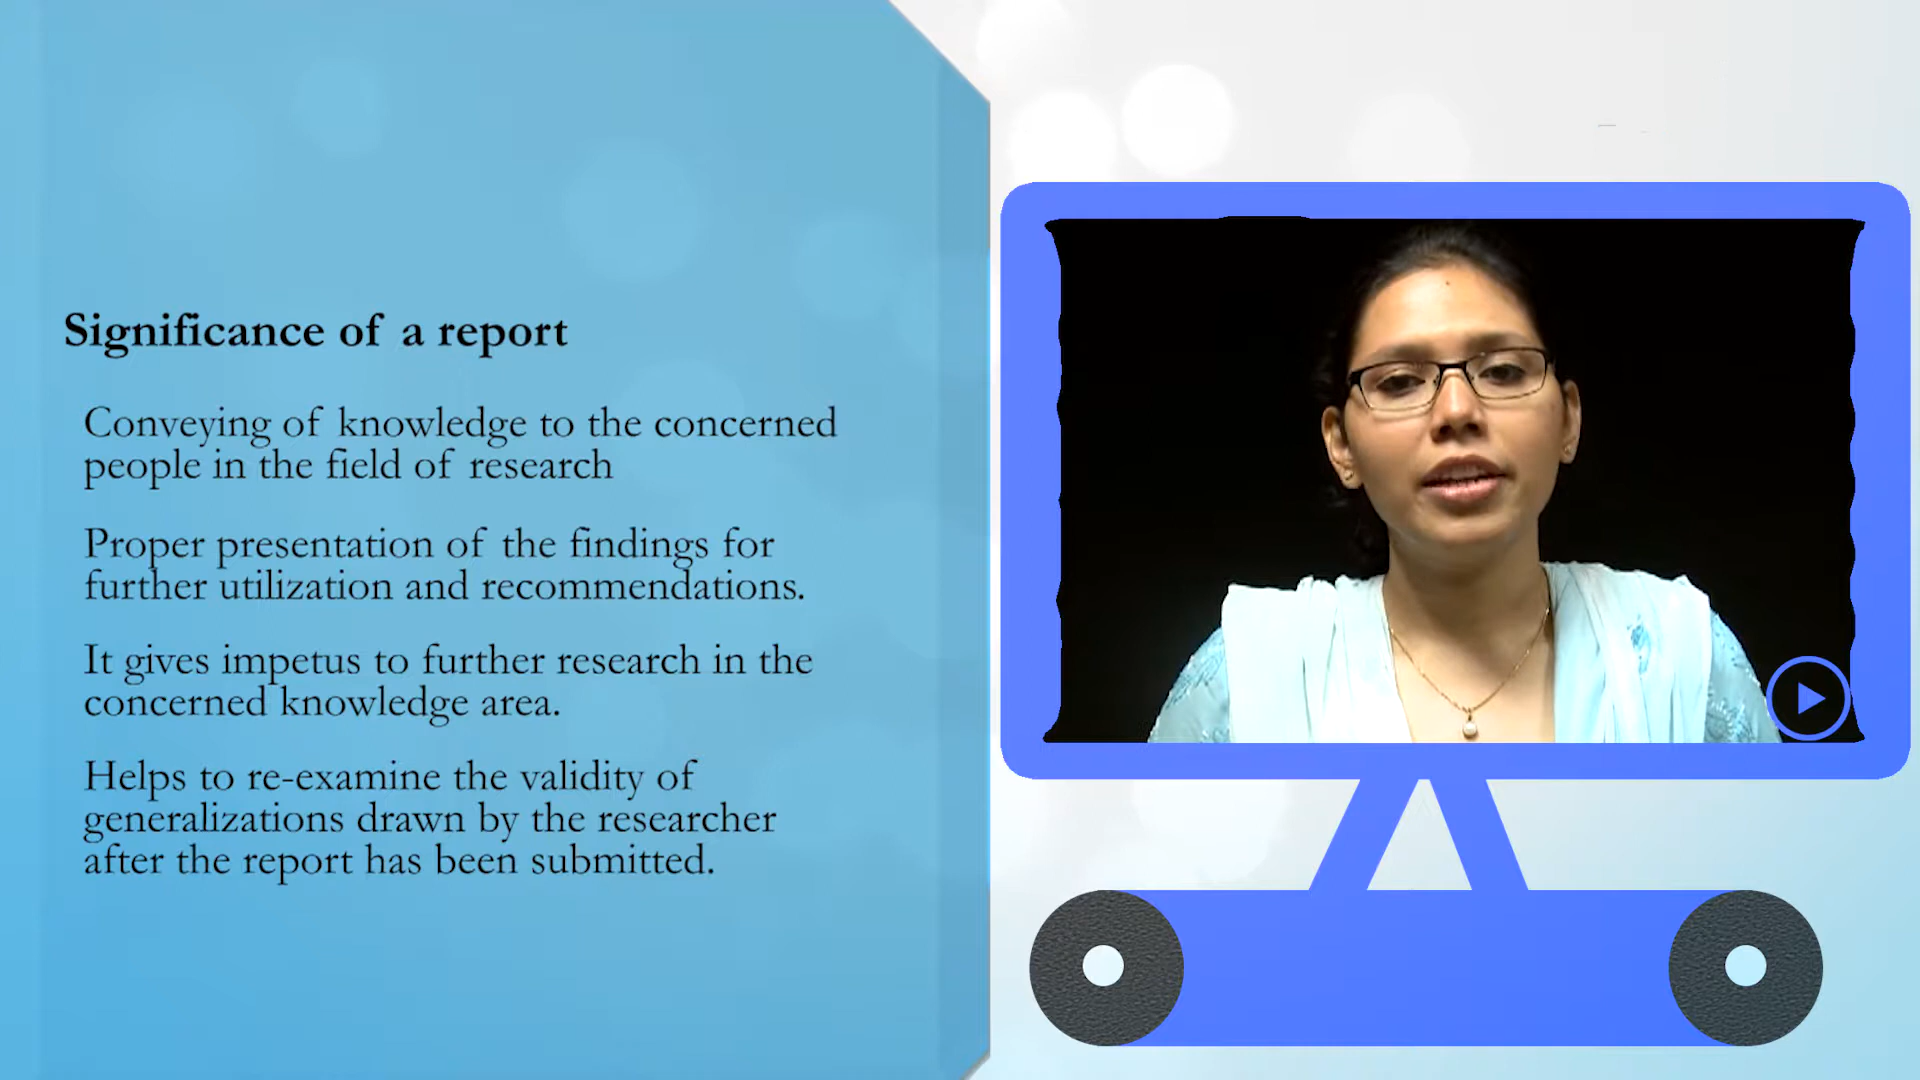 Significance of a report
Conveying of knowledge to the concerned
people in the field of research
Proper presentation of the findings for
further utilization and recommendations.
It gives impetus to further research in the
concerned knowledge area.
Helps to re-examine the validity of
generalizations drawn by the researcher
after the report has been submitted.